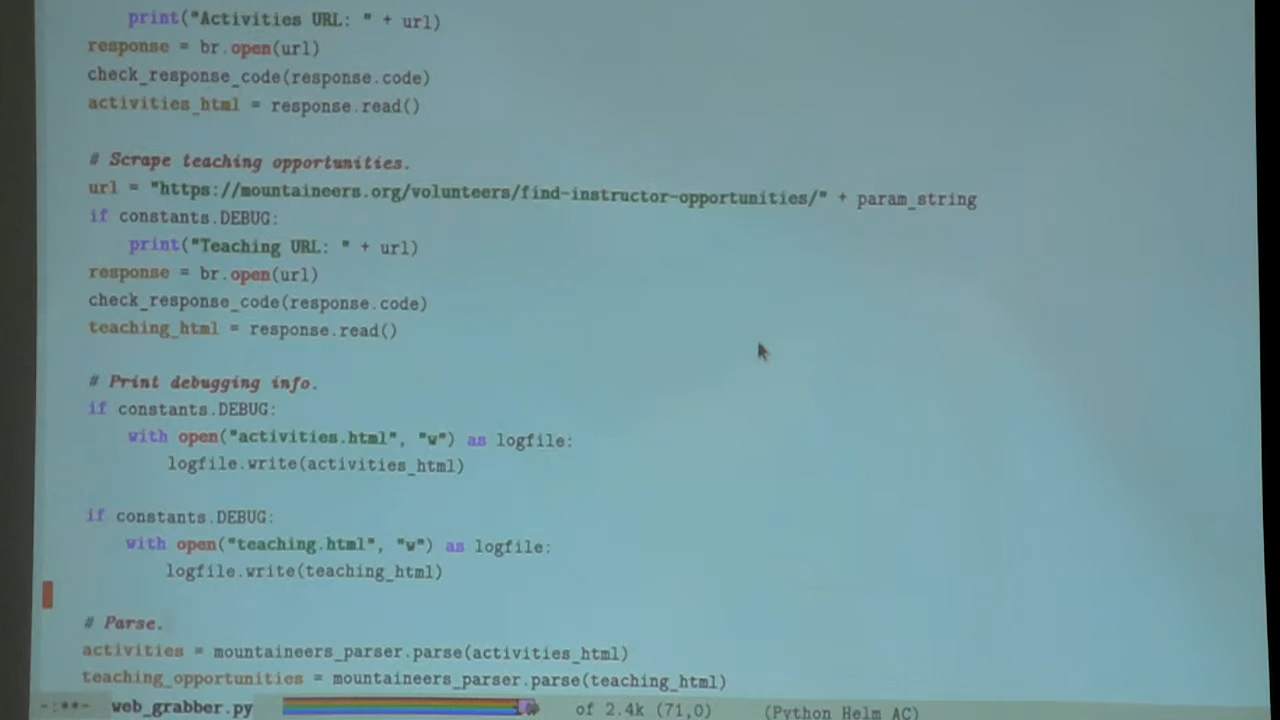 print("Activities URL: " + url)
response = br.open(url)
check_response_code(response.code)
activities_html = response.read()
# Scrape teaching opportunities.
url = "https://mountaineers.org/volunteers/find-instructor-opportunities/" + param_string
if constants.DEBUG:
print("Teaching URL: " + url)
response = br.open(url)
check_response_code(response.code)
teaching_html = response.read()
# Print debugging info.
if constants.DEBUG:
with open("activities.html", "w") as logfile:
logfile.write(activities_html)
if constants.DEBUG:
with open("teaching.html", "w") as logfile:
logfile.write(teaching_html)
# Parse.
activities = mountaineers_parser.parse(activities_html)
teaching_opportunities = mountaineers_parser.parse(teaching_html)
-:**- web_grabber.py of 2.4k (71,0) (Python Helm AC)